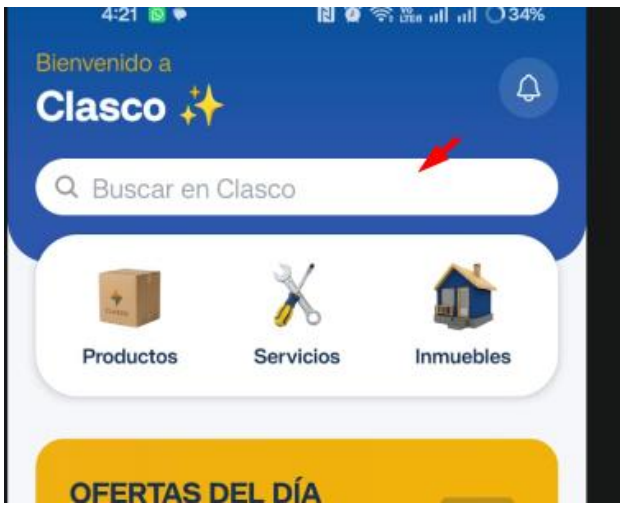 4:21 34%
Bienvenido a
Clasco
Buscar en Clasco
Productos Servicios Inmuebles
OFERTAS DEL DÍA